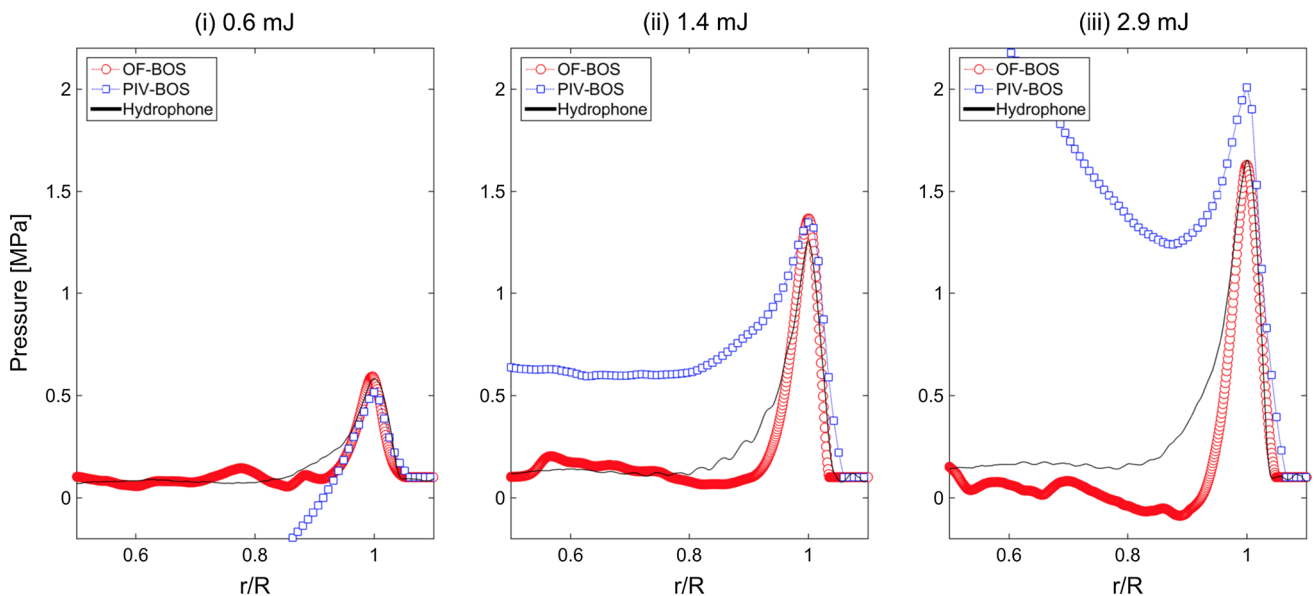 (i) 0.6 mJ
(ii) 1.4 mJ
(iii) 2.9 mJ
OF-BOS
PIV-BOS
Hydrophone
OF-BOS
PIV-BOS
Hydrophone
OF-BOS
PIV-BOS
Hydrophone
Pressure [MPa]
2
1.5
1
0.5
0
2
1.5
1
0.5
0
2
1.5
1
0.5
0
0.6 0.8 1
0.6 0.8 1
0.6 0.8 1
r/R
r/R
r/R